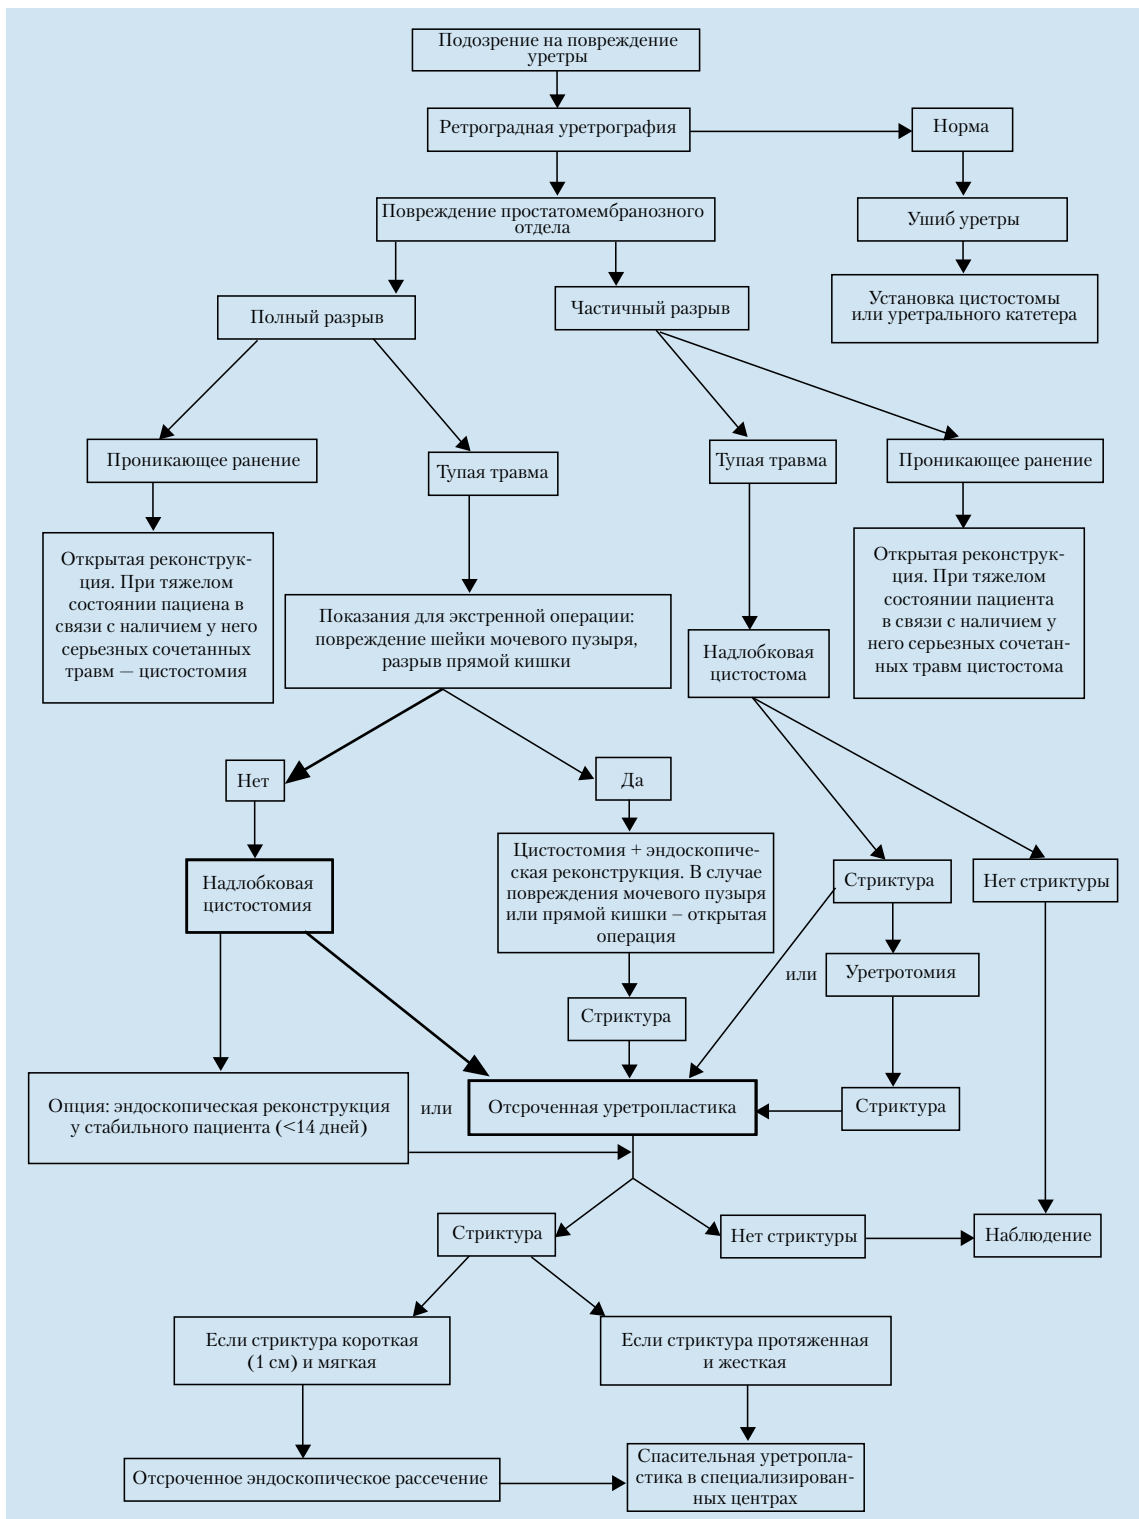 Подозрение на повреждение
уретры
Ретроградная уретрография
Норма
Повреждение простатомембранозного
отдела
Ушиб уретры
Полный разрыв
Частичный разрыв
Установка цистостомы
или уретрального катетера
Проникающее ранение
Тупая травма
Тупая травма
Проникающее ранение
Открытая реконструк-
ция. При тяжелом
состоянии пациена в
связи с наличием у него
серьезных сочетанных
травм — цистостомия
Показания для экстренной операции:
повреждение шейки мочевого пузыря,
разрыв прямой кишки
Надлобковая
цистостома
Открытая реконструк-
ция. При тяжелом
состоянии пациента
в связи с наличием у
него серьезных сочетан-
ных травм цистостома
Нет
Да
Надлобковая
цистостомия
Цистостомия + эндоскопиче-
ская реконструкция. В случае
повреждения мочевого пузыря
или прямой кишки – открытая
операция
Стриктура
Нет стриктуры
или
Уретротомия
Стриктура
Опция: эндоскопическая реконструкция
у стабильного пациента (<14 дней)
или
Отсроченная уретропластика
Стриктура
Стриктура
Нет стриктуры
Наблюдение
Если стриктура короткая
(1 см) и мягкая
Если стриктура протяженная
и жесткая
Отсроченное эндоскопическое рассечение
Спасительная уретропла-
стика в специализирован-
ных центрах